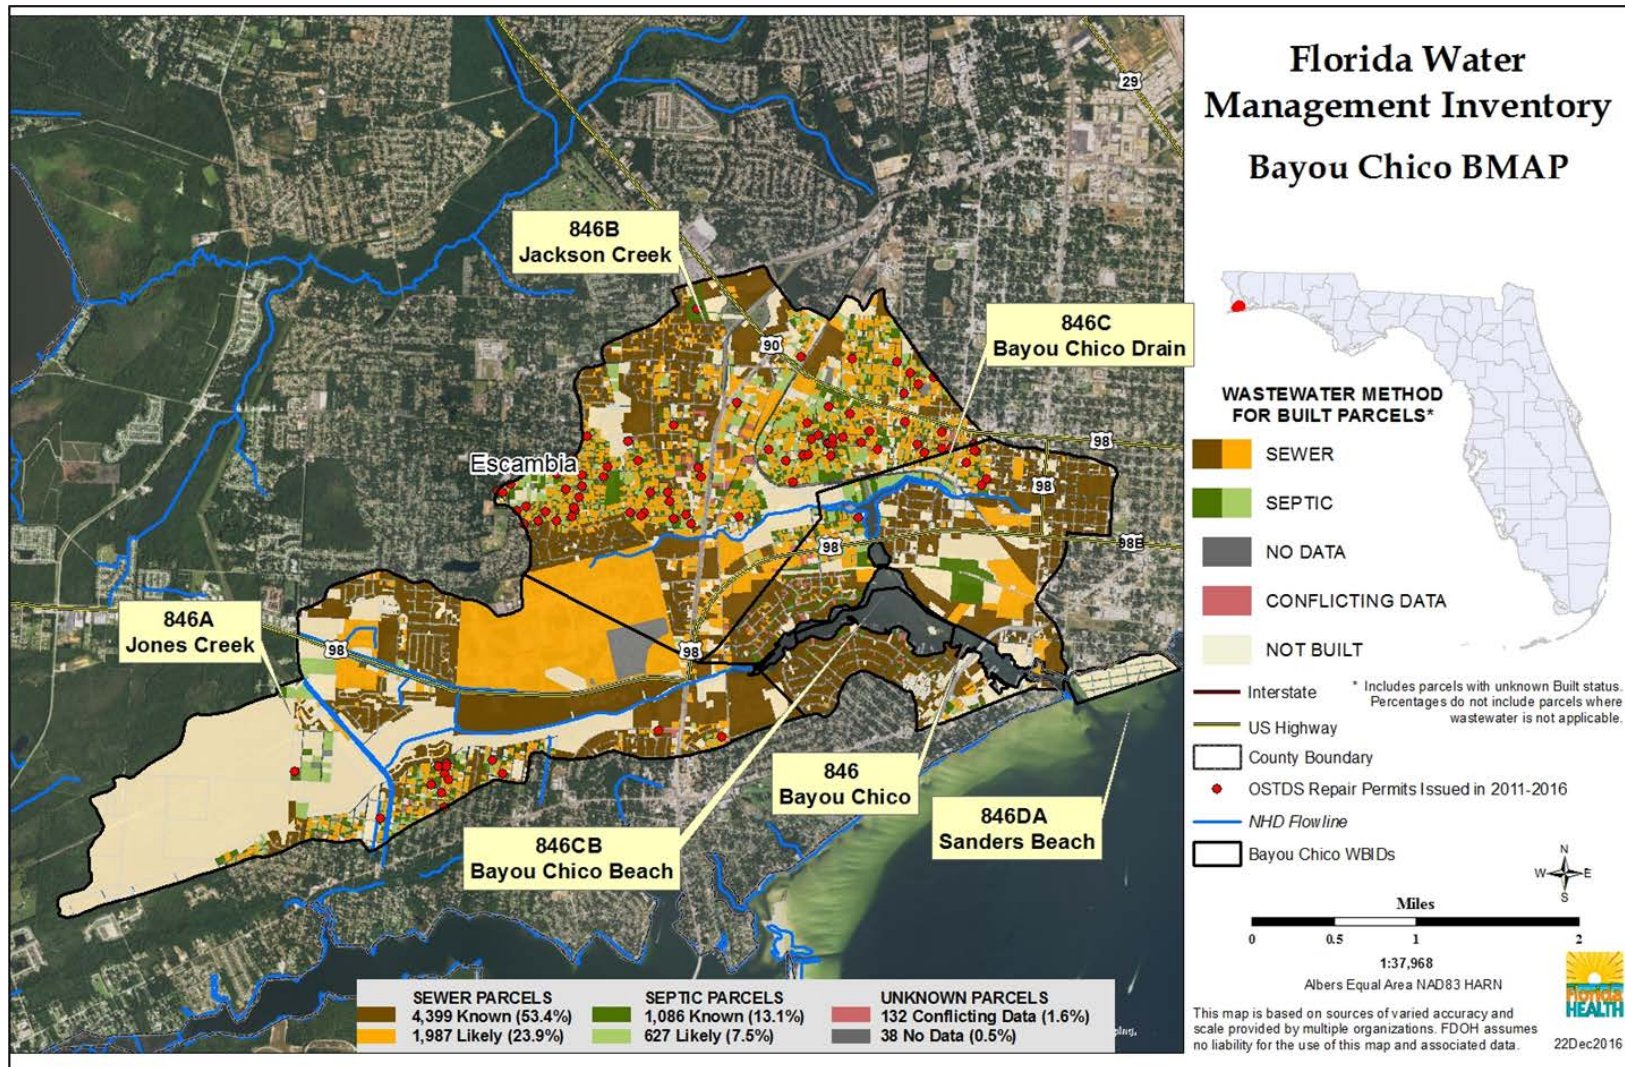 Florida Water
Management Inventory
Bayou Chico BMAP
29
846B
Jackson Creek
90
846C
Bayou Chico Drain
98
Escambia
98
98E
98
846A
Jones Creek
98
98
846
Bayou Chico
846DA
Sanders Beach
846CB
Bayou Chico Beach
WASTEWATER METHOD
FOR BUILT PARCELS*
SEWER
SEPTIC
NO DATA
CONFLICTING DATA
NOT BUILT
Interstate
* Includes parcels with unknown Built status.
Percentages do not include parcels where
wastewater is not applicable.
US Highway
County Boundary
OSTDS Repair Permits Issued in 2011-2016
NHD Flowline
Bayou Chico WBIDs
N
W E
S
Miles
0 0.5 1 2
1:37,968
Albers Equal Area NAD83 HARN
Florida
HEALTH
This map is based on sources of varied accuracy and
scale provided by multiple organizations. FDOH assumes
no liability for the use of this map and associated data.
22Dec2016
SEWER PARCELS
4,399 Known (53.4%)
1,987 Likely (23.9%)
SEPTIC PARCELS
1,086 Known (13.1%)
627 Likely (7.5%)
UNKNOWN PARCELS
132 Conflicting Data (1.6%)
38 No Data (0.5%)